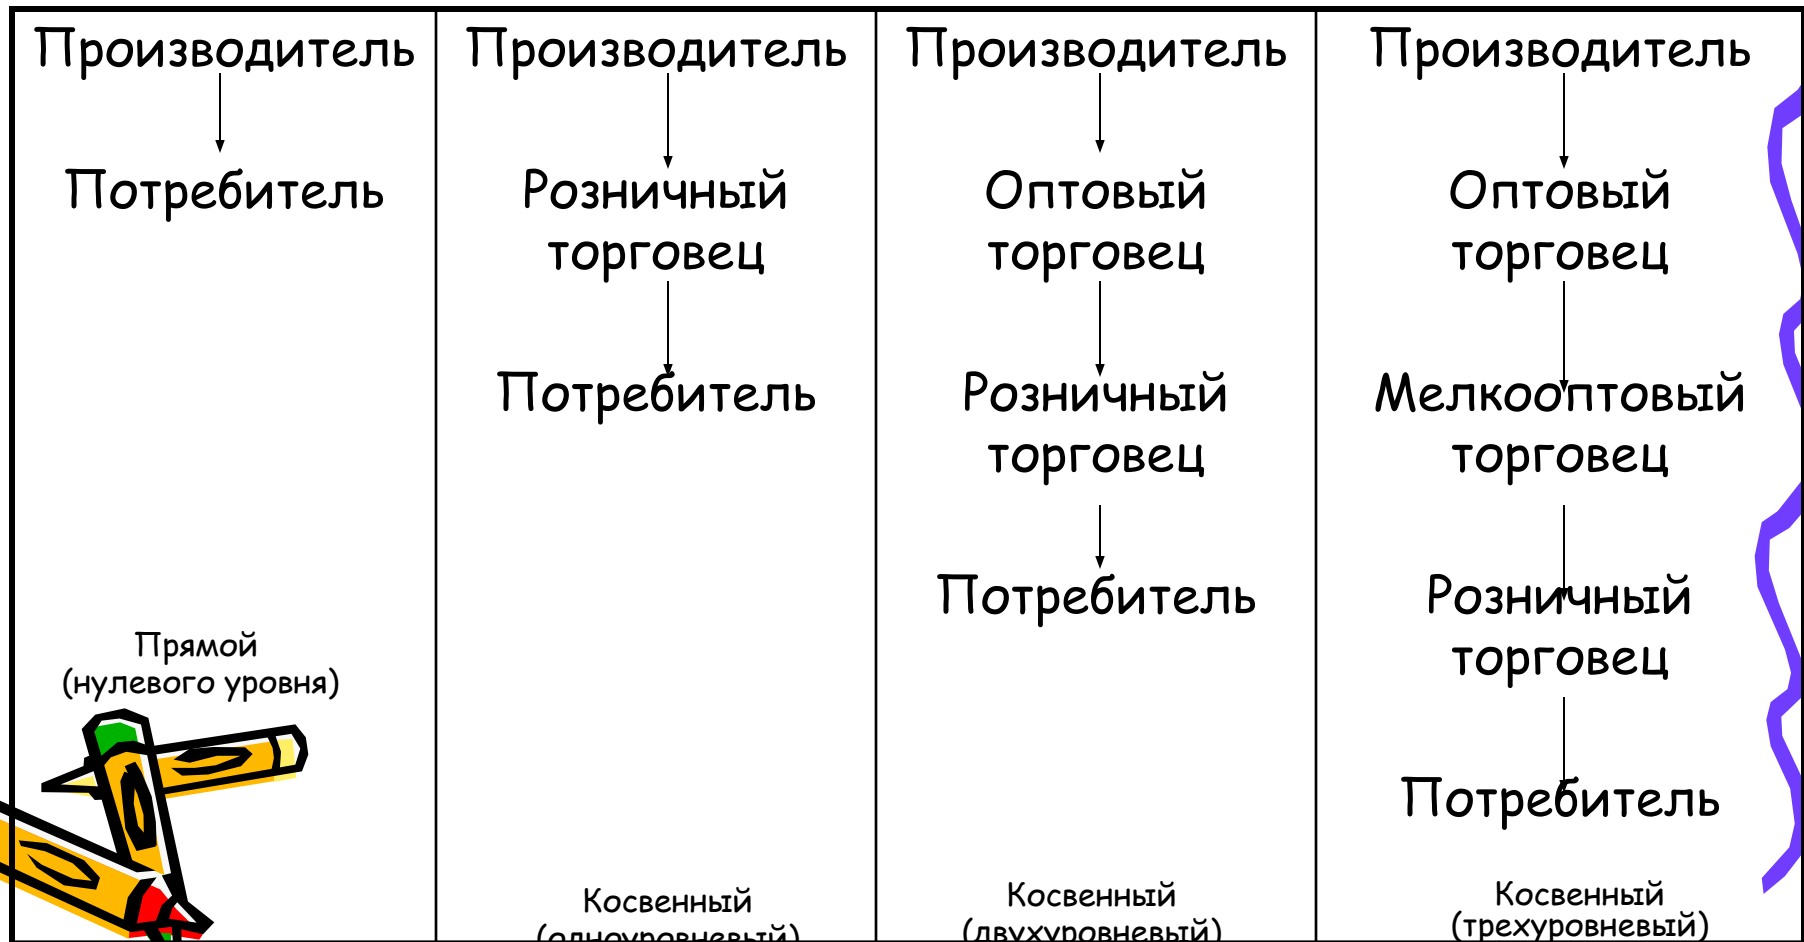 Производитель
Потребитель
Прямой
(нулевого уровня)
Производитель
Розничный
торговец
Потребитель
Косвенный
(одноуровневый)
Производитель
Оптовый
торговец
Розничный
торговец
Потребитель
Косвенный
(двухуровневый)
Производитель
Оптовый
торговец
Мелкооптовый
торговец
Розничный
торговец
Потребитель
Косвенный
(трехуровневый)